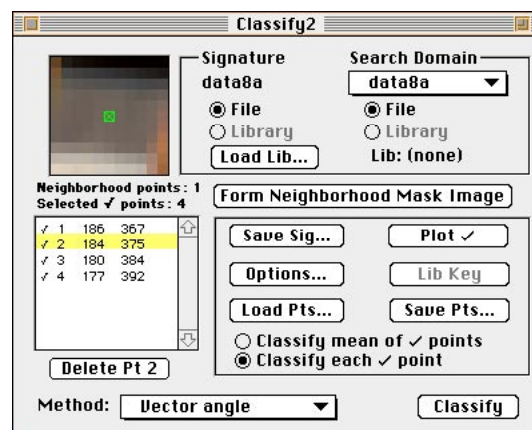 Classify2
Signature
data8a
File
Library
Load Lib...
Search Domain
data8a
File
Library
Lib: (none)
Neighborhood points: 1
Selected √ points: 4
Form Neighborhood Mask Image
√ 1 186 367
√ 2 184 375
√ 3 180 384
√ 4 177 392
Delete Pt 2
Save Sig...
Plot ✓
Options...
Lib Key
Load Pts...
Save Pts...
Classify mean of ✓ points
Classify each ✓ point
Method: Vector angle
Classify